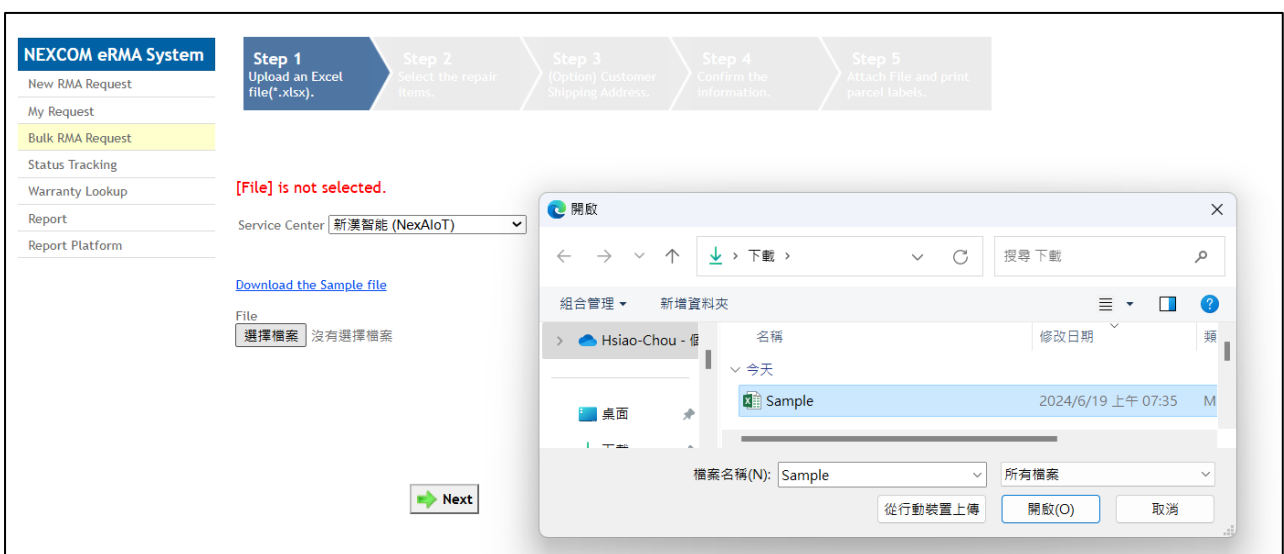 NEXCOM eRMA System
New RMA Request
My Request
Bulk RMA Request
Status Tracking
Warranty Lookup
Report
Report Platform
Step 1
Upload an Excel
file(*.xlsx).
Step 2
Select the repair
items.
Step 3
(Option) Customer
Shipping Address.
Step 4
Confirm the
information.
Step 5
Attach File and print
parcel labels.
[File] is not selected.
Service Center 新漢智能 (NexAIoT)
Download the Sample file
File
選擇檔案 沒有選擇檔案
Next
開啟
下載
搜尋 下載
組合管理 新增資料夾
Hsiao-Chou - 個
桌面
名稱 修改日期 類
今天
Sample 2024/6/19 上午 07:35 M
檔案名稱(N): Sample 所有檔案
從行動裝置上傳 開啟(O) 取消